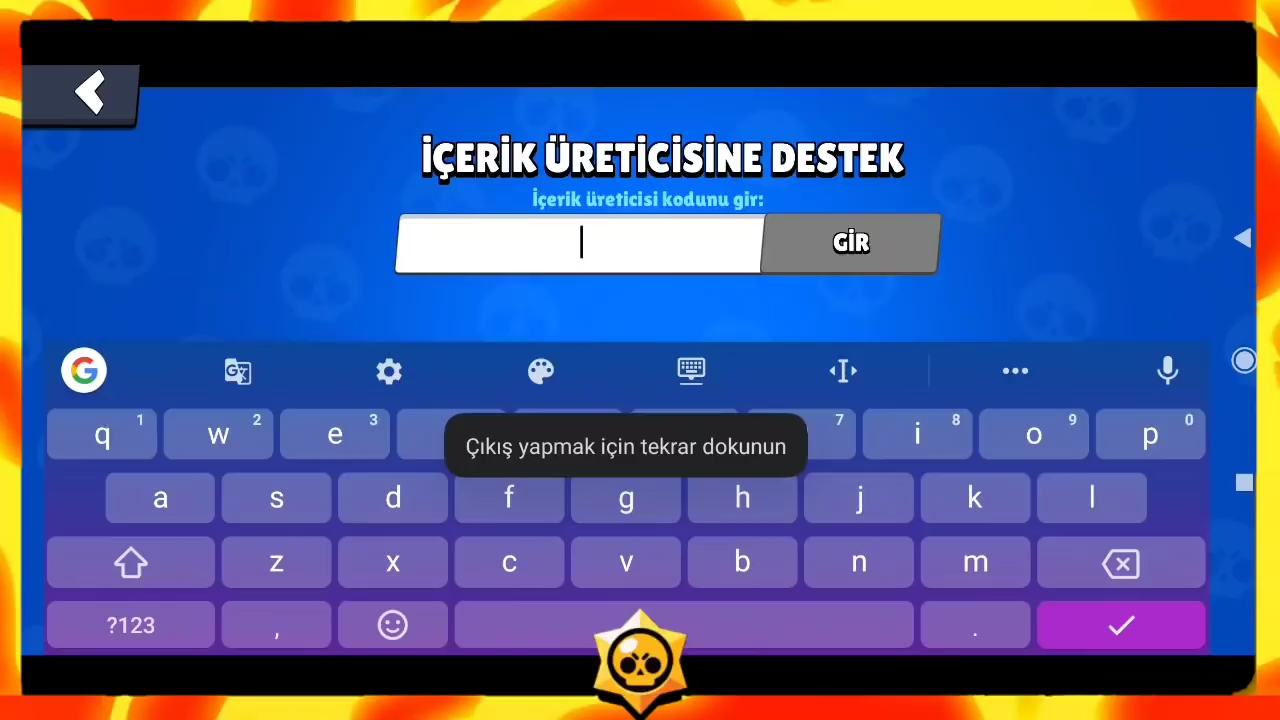 İÇERİK ÜRETİCİSİNE DESTEK
İçerik üreticisi kodunu gir:
GİR
G
q 1 w 2 e 3 7 i 8 o 9 p 0
Çıkış yapmak için tekrar dokunun
a s d f g h j k l
z x c v b n m
?123 , .